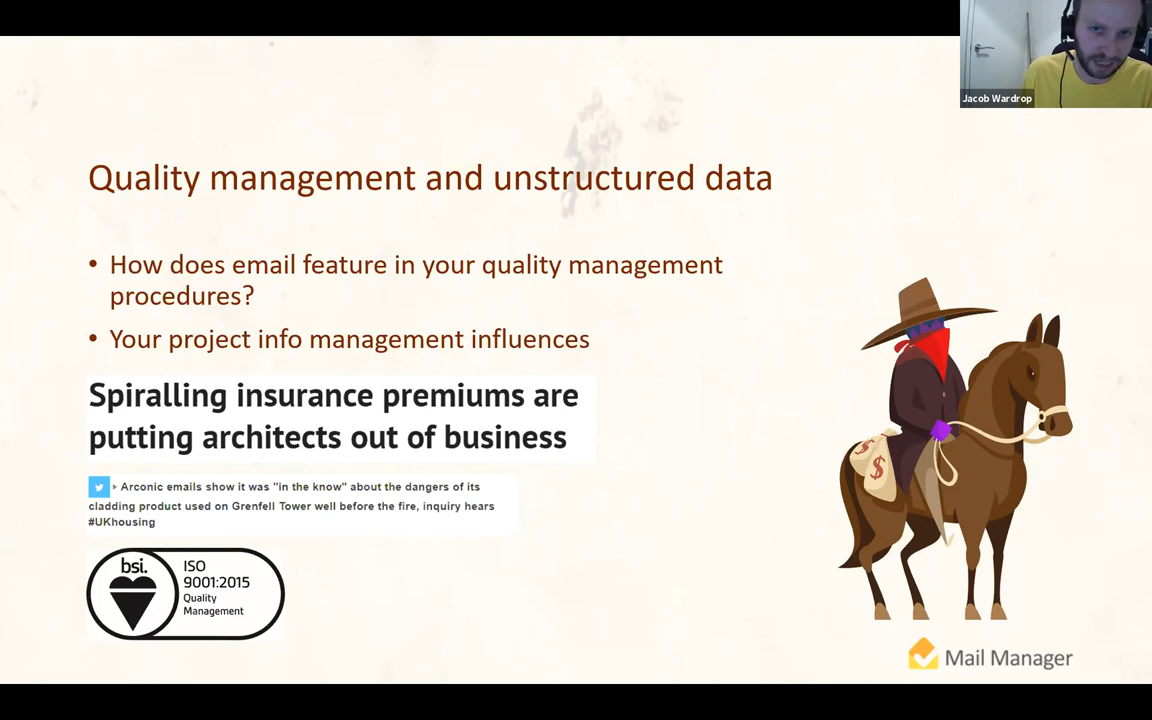 Jacob Wardrop
Quality management and unstructured data
• How does email feature in your quality management
procedures?
• Your project info management influences
Spiralling insurance premiums are
putting architects out of business
Arconic emails show it was "in the know" about the dangers of its
cladding product used on Grenfell Tower well before the fire, inquiry hears
#UKhousing
bsi.
ISO
9001:2015
Quality
Management
$
$
Mail Manager